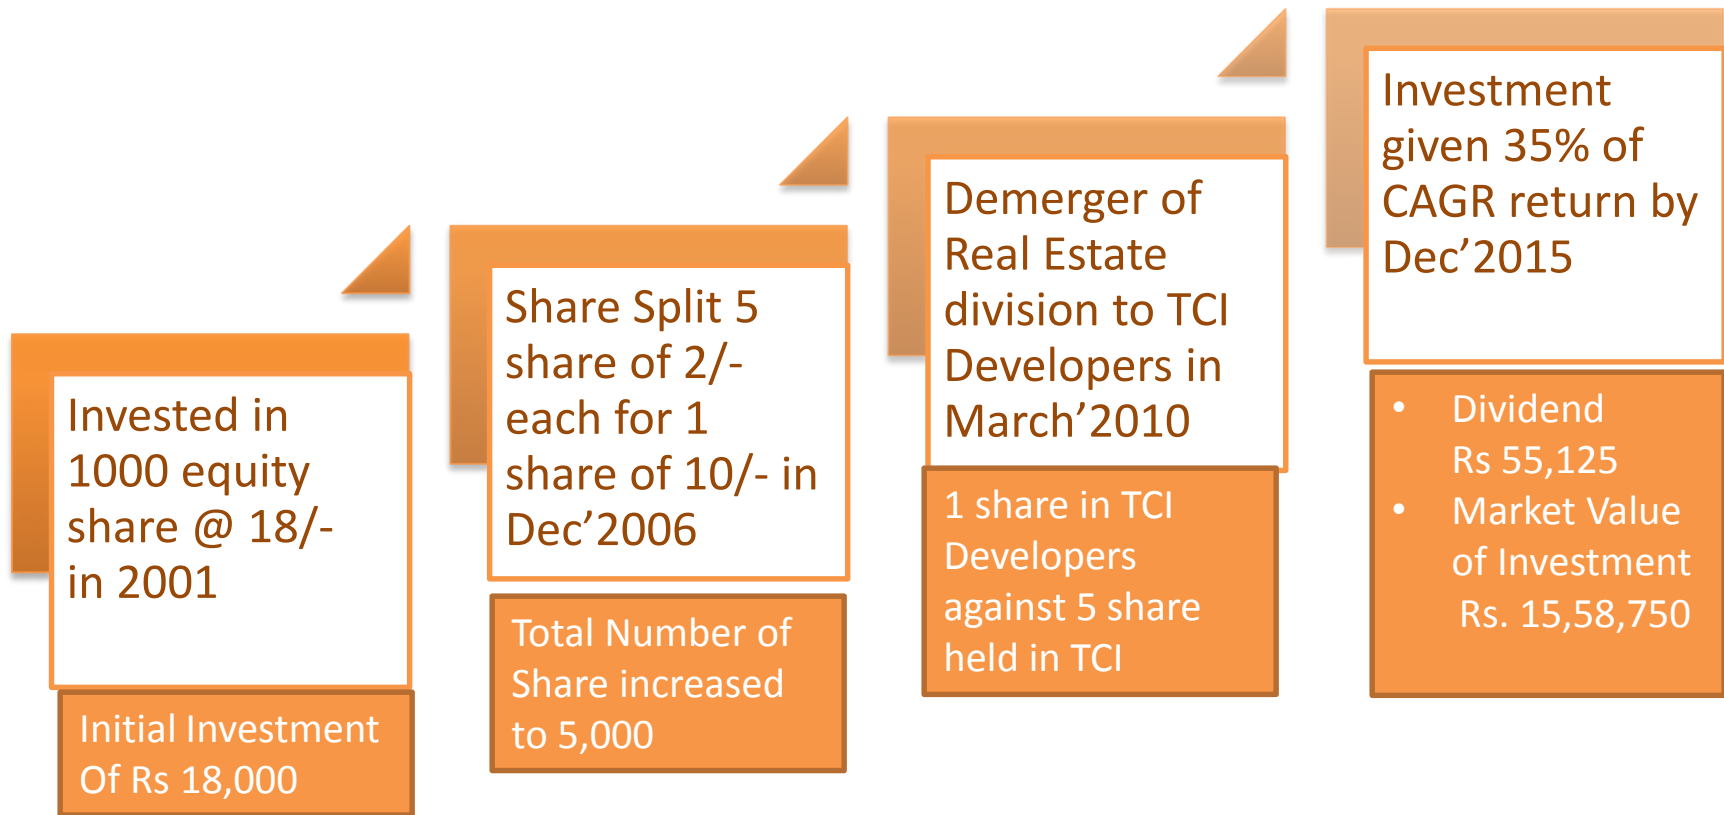 Invested in
1000 equity
share @ 18/-
in 2001
Initial Investment
Of Rs 18,000
Share Split 5
share of 2/-
each for 1
share of 10/- in
Dec’2006
Total Number of
Share increased
to 5,000
Demerger of
Real Estate
division to TCI
Developers in
March’2010
1 share in TCI
Developers
against 5 share
held in TCI
Investment
given 35% of
CAGR return by
Dec’2015
• Dividend
Rs 55,125
• Market Value
of Investment
Rs. 15,58,750